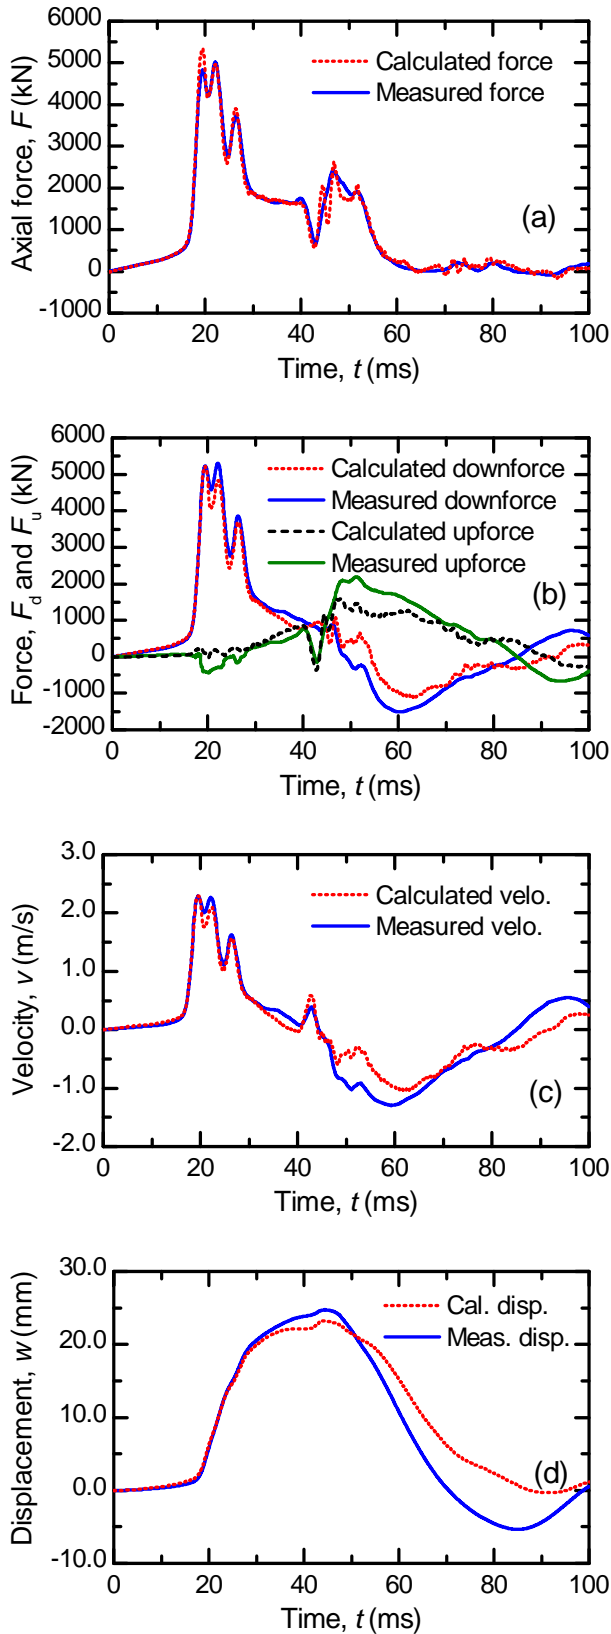 6000
5000
4000
3000
2000
1000
0
-1000
Axial force, F (kN)
Calculated force
Measured force
(a)
0 20 40 60 80 100
Time, t (ms)
6000
5000
4000
3000
2000
1000
0
-1000
-2000
Force, Fd and Fu (kN)
Calculated downforce
Measured downforce
Calculated upforce
Measured upforce
(b)
0 20 40 60 80 100
Time, t (ms)
3.0
2.0
1.0
0.0
-1.0
-2.0
Velocity, v (m/s)
Calculated velo.
Measured velo.
(c)
0 20 40 60 80 100
Time, t (ms)
30.0
20.0
10.0
0.0
-10.0
Displacement, w (mm)
Cal. disp.
Meas. disp.
(d)
0 20 40 60 80 100
Time, t (ms)